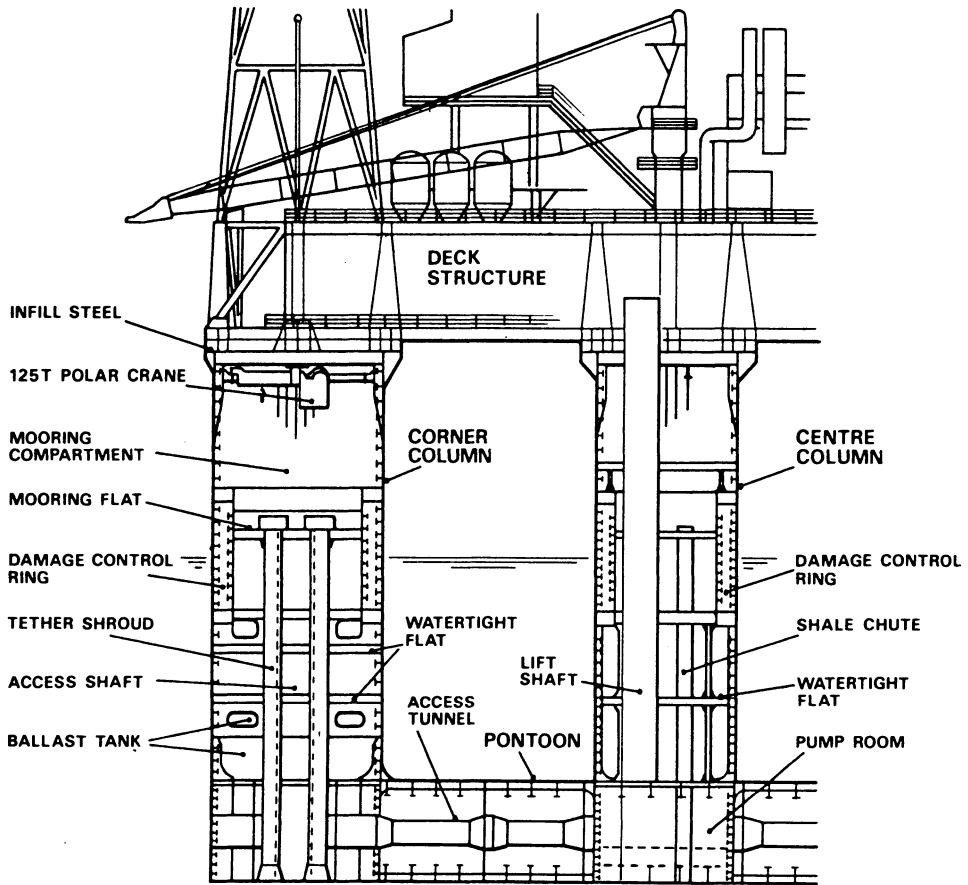 DECK
STRUCTURE
INFILL STEEL
125T POLAR CRANE
MOORING
COMPARTMENT
CORNER
COLUMN
CENTRE
COLUMN
MOORING FLAT
DAMAGE CONTROL
RING
DAMAGE CONTROL
RING
TETHER SHROUD
WATERTIGHT
FLAT
SHALE CHUTE
ACCESS SHAFT
LIFT
SHAFT
WATERTIGHT
FLAT
ACCESS
TUNNEL
BALLAST TANK
PONTOON
PUMP ROOM